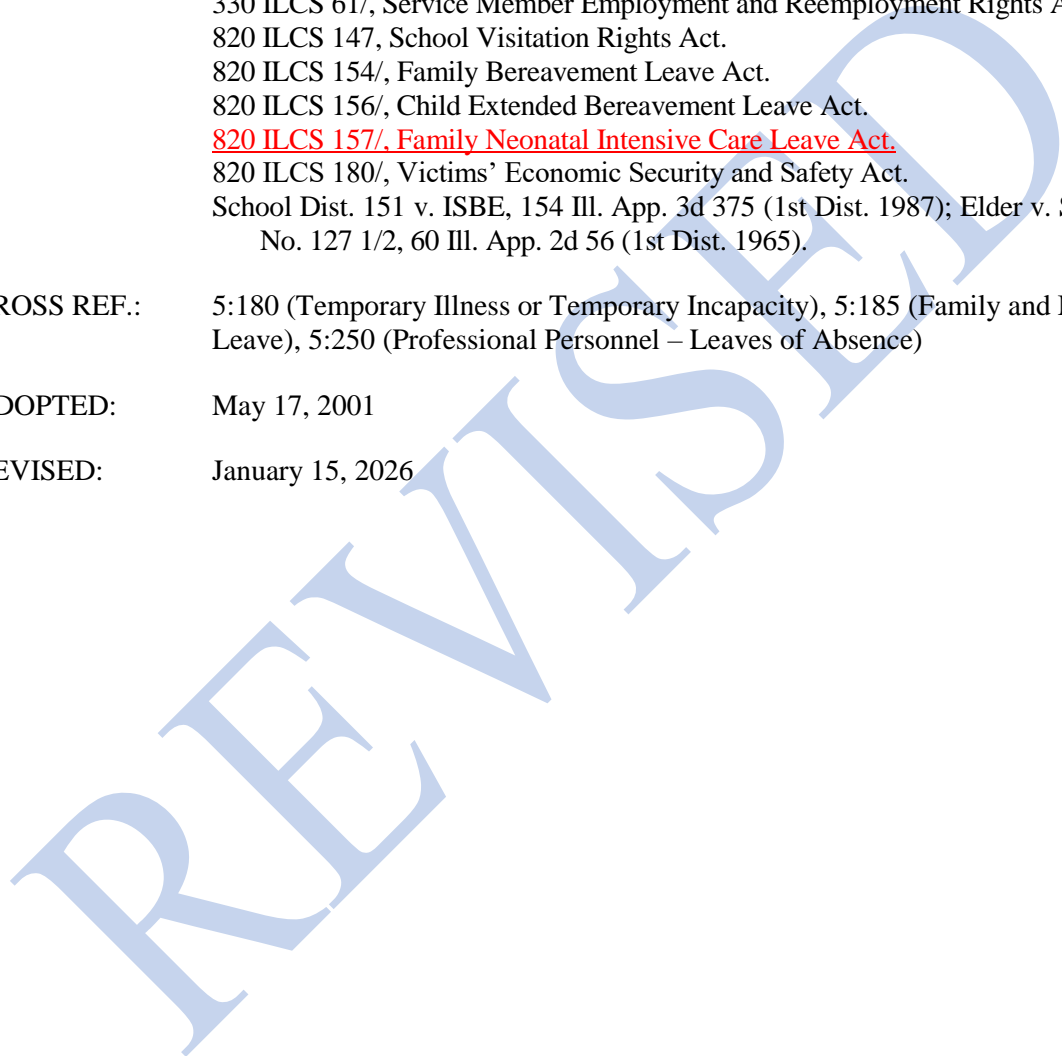 330 ILCS 61/, Service Member Employment and Reemployment Rights
820 ILCS 147, School Visitation Rights Act.
820 ILCS 154/, Family Bereavement Leave Act.
820 ILCS 156/, Child Extended Bereavement Leave Act.
820 ILCS 157/, Family Neonatal Intensive Care Leave Act.
820 ILCS 180/, Victims’ Economic Security and Safety Act.
School Dist. 151 v. ISBE, 154 Ill. App. 3d 375 (1st Dist. 1987); Elder v.
No. 127 1/2, 60 Ill. App. 2d 56 (1st Dist. 1965).
ROSS REF.: 5:180 (Temporary Illness or Temporary Incapacity), 5:185 (Family and
Leave), 5:250 (Professional Personnel – Leaves of Absence)
DOPTED: May 17, 2001
EVISED: January 15, 2026
REVISED